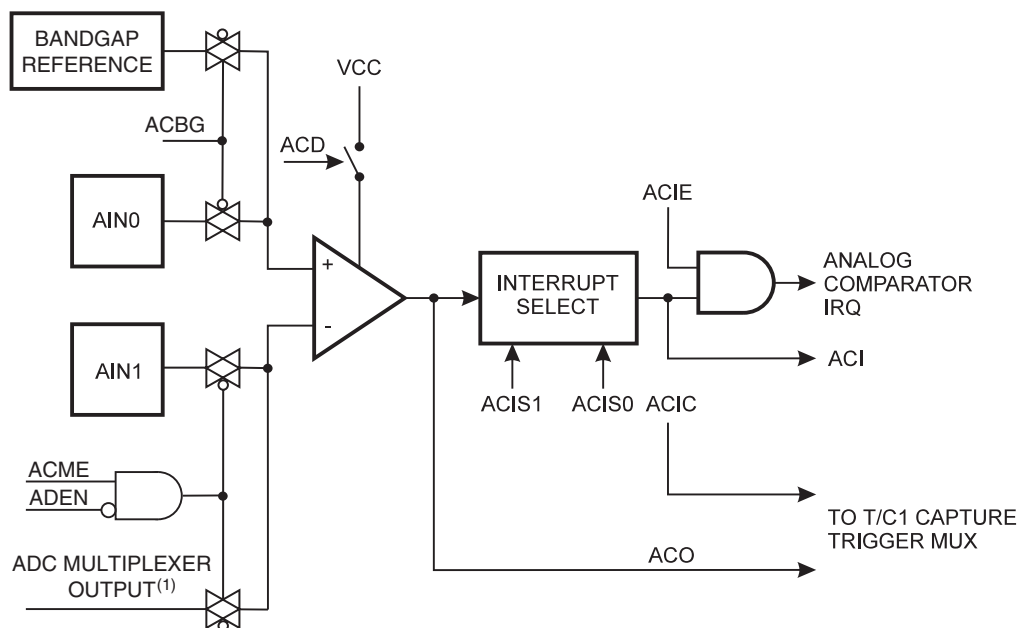 BANDGAP
REFERENCE
VCC
ACBG
ACD
AIN0
ACIE
+
INTERRUPT
SELECT
ANALOG
COMPARATOR
IRQ
-
AIN1
ACI
ACIS1
ACIS0
ACIC
ACME
ADEN
TO T/C1 CAPTURE
TRIGGER MUX
ADC MULTIPLEXER
OUTPUT(1)
ACO